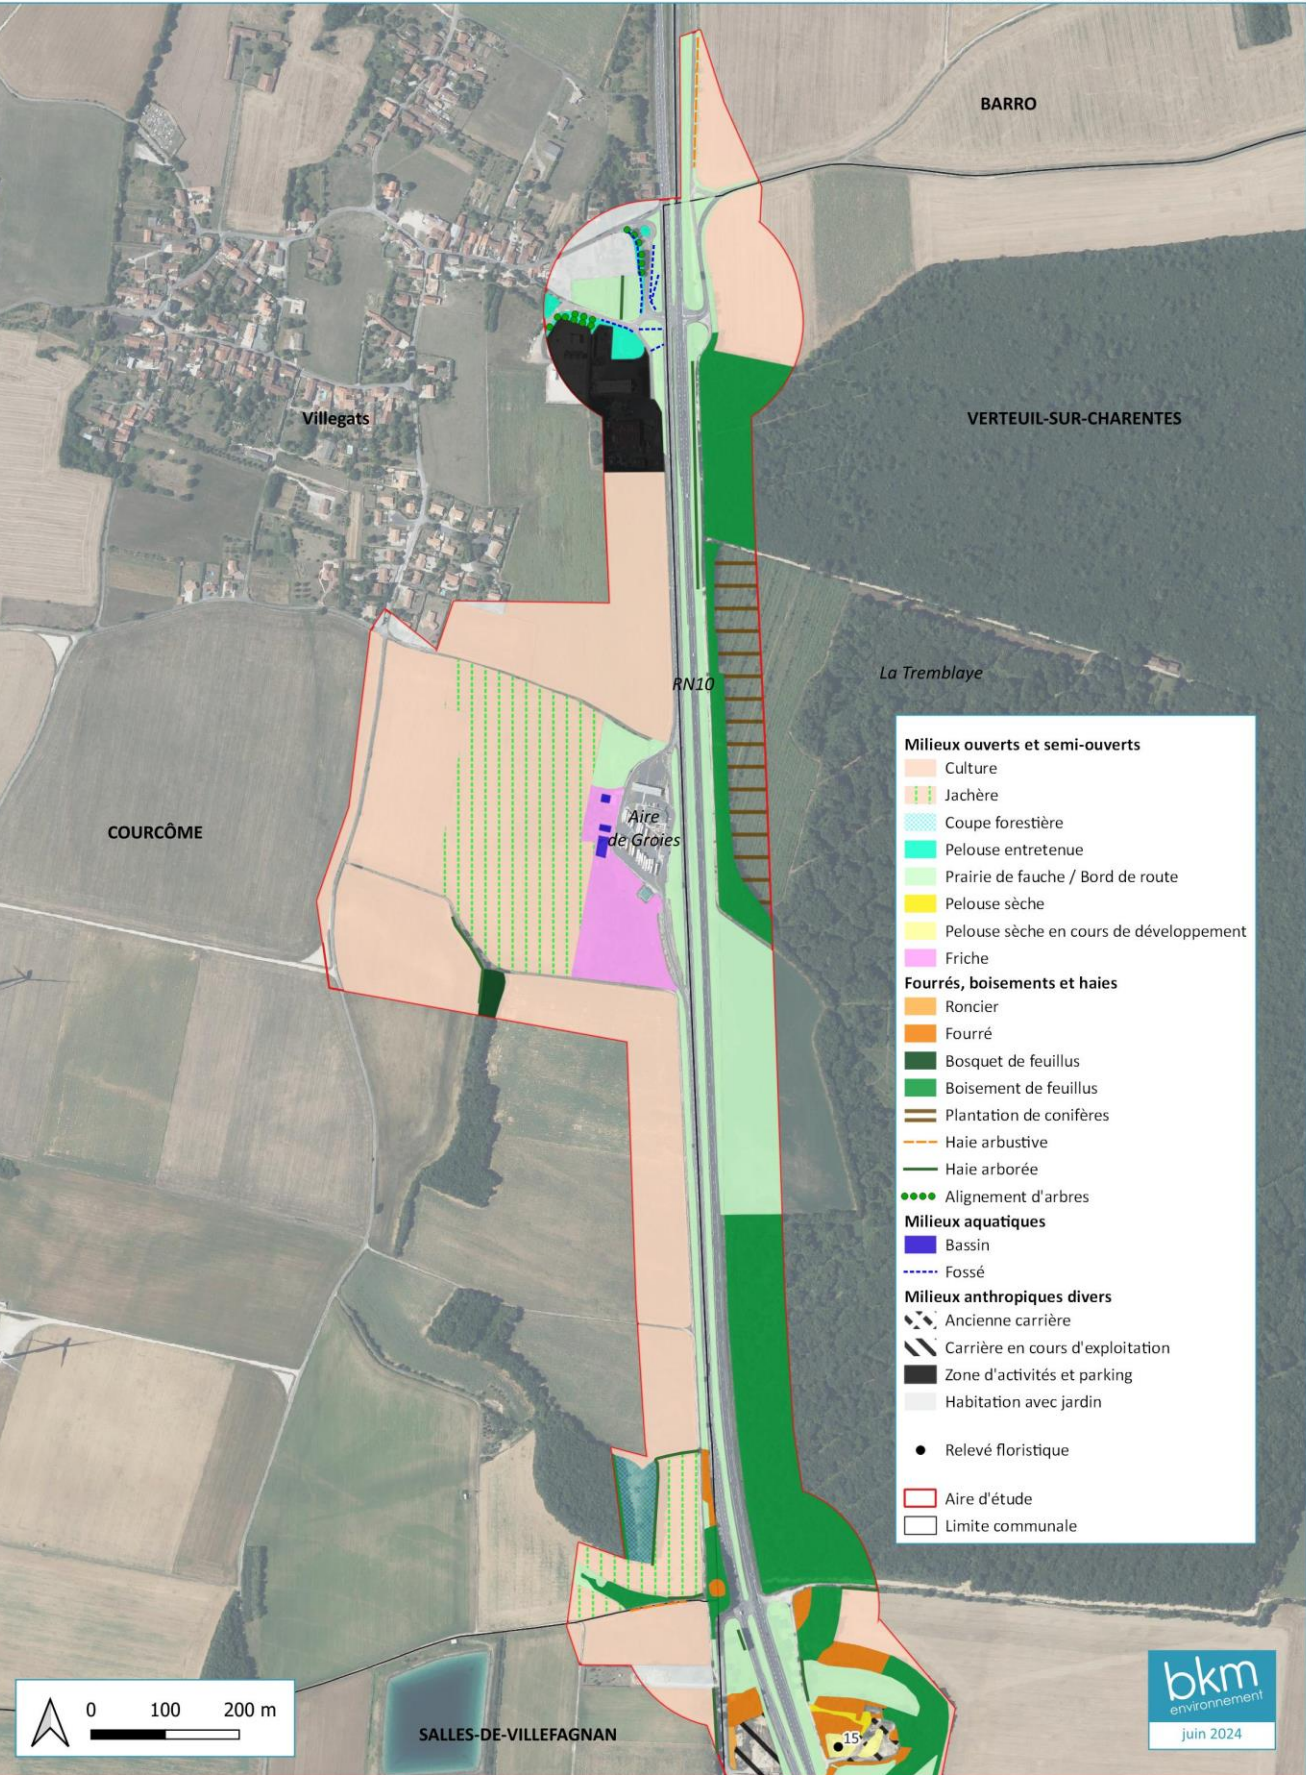 BARRO
Villegats
VERTEUIL-SUR-CHARENTES
La Tremblaye
RN10
COURCÔME
Aire
de Groies
Milieux ouverts et semi-ouverts
Culture
Jachère
Coupe forestière
Pelouse entretenue
Prairie de fauche / Bord de route
Pelouse sèche
Pelouse sèche en cours de développement
Friche
Fourrés, boisements et haies
Roncier
Fourré
Bosquet de feuillus
Boisement de feuillus
Plantation de conifères
Haie arbustive
Haie arborée
Alignement d'arbres
Milieux aquatiques
Bassin
Fossé
Milieux anthropiques divers
Ancienne carrière
Carrière en cours d'exploitation
Zone d'activités et parking
Habitation avec jardin
Relevé floristique
Aire d'étude
Limite communale
0 100 200 m
SALLES-DE-VILLEFAGNAN
15
bkm
environnement
juin 2024